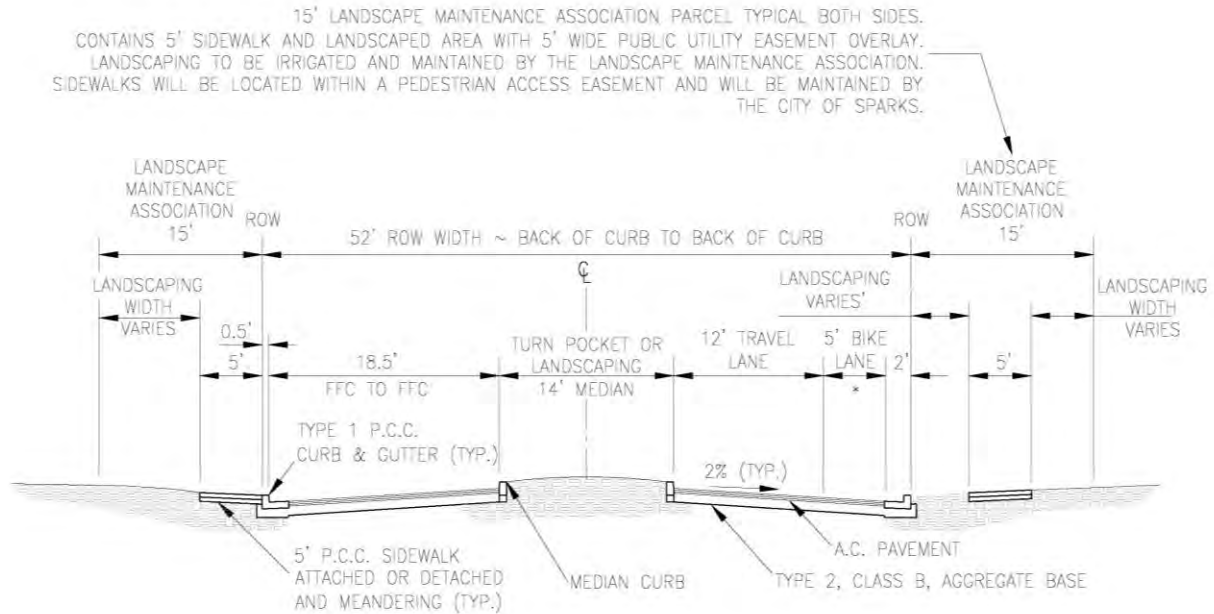 15' LANDSCAPE MAINTENANCE ASSOCIATION PARCEL TYPICAL BOTH SIDES.
CONTAINS 5' SIDEWALK AND LANDSCAPED AREA WITH 5' WIDE PUBLIC UTILITY EASEMENT OVERLAY.
LANDSCAPING TO BE IRRIGATED AND MAINTAINED BY THE LANDSCAPE MAINTENANCE ASSOCIATION.
SIDEWALKS WILL BE LOCATED WITHIN A PEDESTRIAN ACCESS EASEMENT AND WILL BE MAINTAINED BY
THE CITY OF SPARKS.
LANDSCAPE
MAINTENANCE
ASSOCIATION
15'
ROW
52' ROW WIDTH ~ BACK OF CURB TO BACK OF CURB
℄
ROW
LANDSCAPE
MAINTENANCE
ASSOCIATION
15'
LANDSCAPING
WIDTH
VARIES
0.5'
5'
18.5'
FFC TO FFC
TURN POCKET OR
LANDSCAPING
14' MEDIAN
LANDSCAPING
VARIES'
12' TRAVEL
LANE
5' BIKE
LANE
*
2'
5'
LANDSCAPING
WIDTH
VARIES
TYPE 1 P.C.C.
CURB & GUTTER (TYP.)
2% (TYP.)
5' P.C.C. SIDEWALK
ATTACHED OR DETACHED
AND MEANDERING (TYP.)
MEDIAN CURB
A.C. PAVEMENT
TYPE 2, CLASS B, AGGREGATE BASE